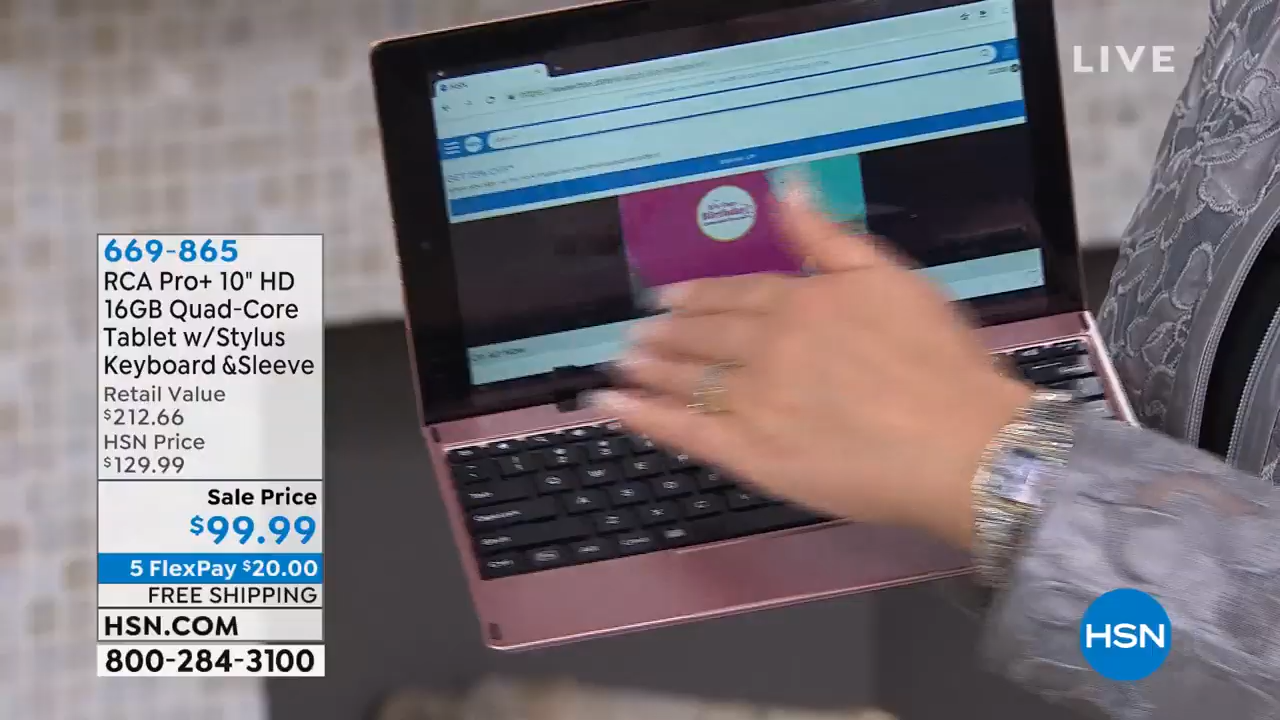 LIVE
HSN
Birthday
669-865
RCA Pro+ 10" HD
16GB Quad-Core
Tablet w/Stylus
Keyboard &Sleeve
Retail Value
$212.66
HSN Price
$129.99
Sale Price
$99.99
5 FlexPay $20.00
FREE SHIPPING
HSN.COM
800-284-3100
HSN